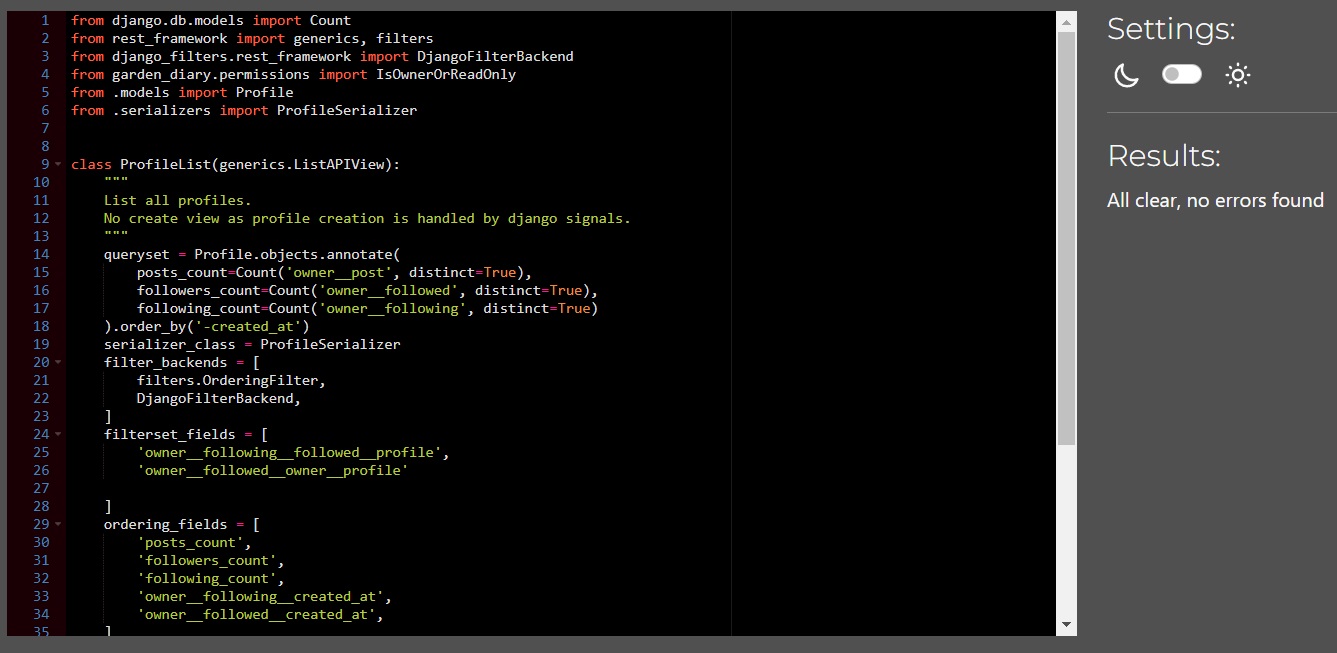 1 from django.db.models import Count
2 from rest_framework import generics, filters
3 from django_filters.rest_framework import DjangoFilterBackend
4 from garden_diary.permissions import IsOwnerOrReadOnly
5 from .models import Profile
6 from .serializers import ProfileSerializer
7
8
9 class ProfileList(generics.ListAPIView):
10     """
11     List all profiles.
12     No create view as profile creation is handled by django signals.
13     """
14     queryset = Profile.objects.annotate(
15         posts_count=Count('owner__post', distinct=True),
16         followers_count=Count('owner__followed', distinct=True),
17         following_count=Count('owner__following', distinct=True)
18     ).order_by('-created_at')
19     serializer_class = ProfileSerializer
20     filter_backends = [
21         filters.OrderingFilter,
22         DjangoFilterBackend,
23     ]
24     filterset_fields = [
25         'owner__following__followed__profile',
26         'owner__followed__owner__profile'
27
28     ]
29     ordering_fields = [
30         'posts_count',
31         'followers_count',
32         'following_count',
33         'owner__following__created_at',
34         'owner__followed__created_at',
35     ]
Settings:
Results:
All clear, no errors found